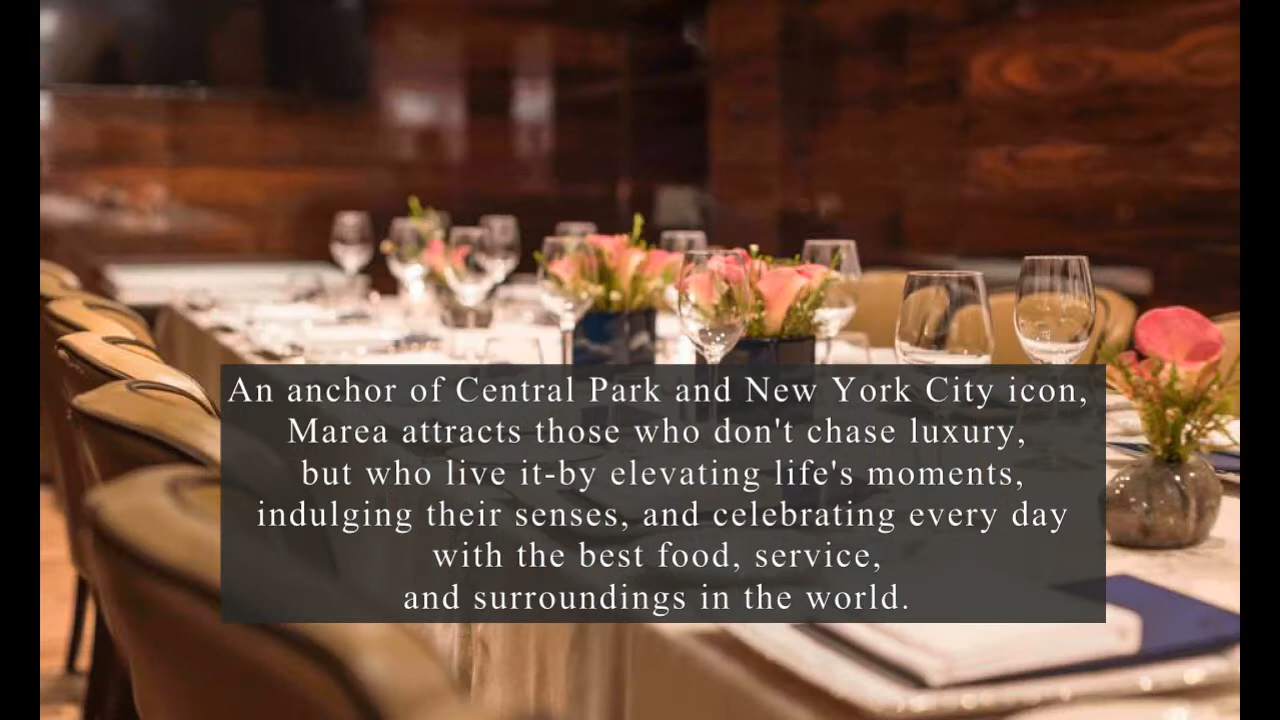 An anchor of Central Park and New York City icon,
Marea attracts those who don't chase luxury,
but who live it-by elevating life's moments,
indulging their senses, and celebrating every day
with the best food, service,
and surroundings in the world.